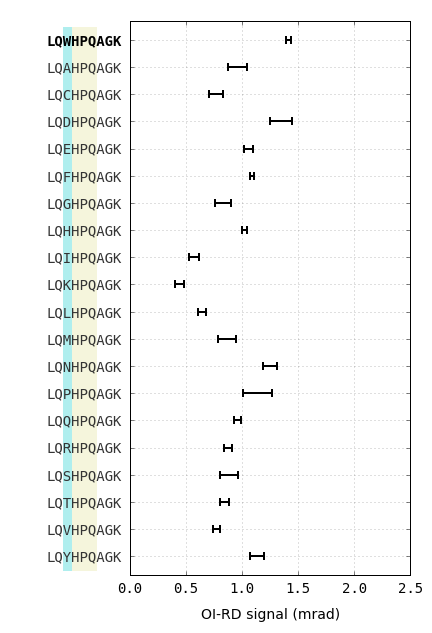 LQWHPQAGK
LQAHPQAGK
LQCHPQAGK
LQDHPQAGK
LQEHPQAGK
LQFHPQAGK
LQGHPQAGK
LQHHPQAGK
LQIHPQAGK
LQKHPQAGK
LQLHPQAGK
LQMHPQAGK
LQNHPQAGK
LQPHPQAGK
LQQHPQAGK
LQRHPQAGK
LQSHPQAGK
LQTHPQAGK
LQVHPQAGK
LQYHPQAGK
0.0 0.5 1.0 1.5 2.0 2.5
OI-RD signal (mrad)